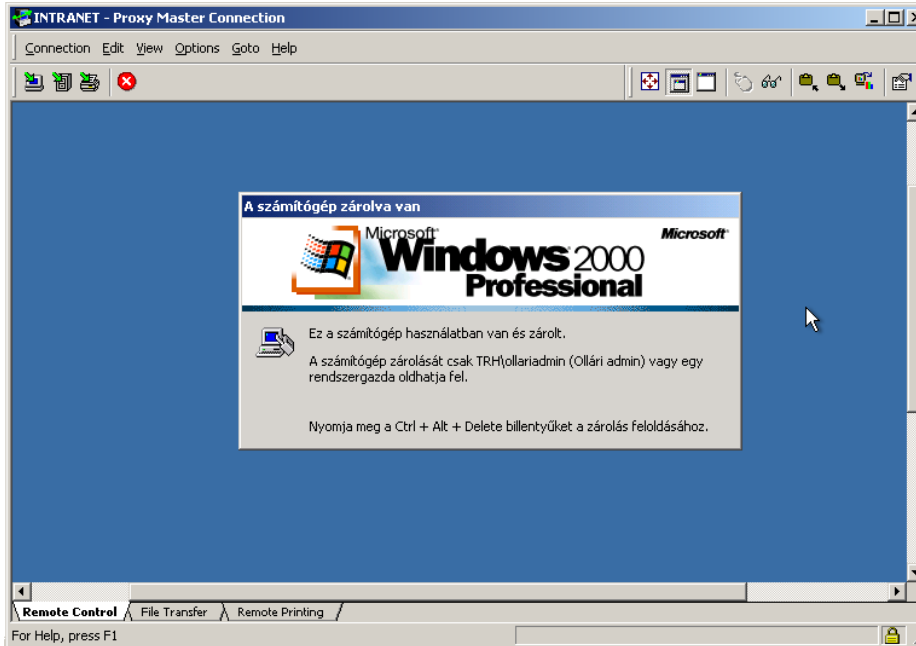 INTRANET - Proxy Master Connection
Connection Edit View Options Goto Help
A számítógép zárolva van
Microsoft
Microsoft
Windows 2000
Professional
Ez a számítógép használatban van és zárolt.
A számítógép zárolását csak TRH\ollariadmin (Ollári admin) vagy egy
rendszergazda oldhatja fel.
Nyomja meg a Ctrl + Alt + Delete billentyűket a zárolás feloldásához.
Remote Control File Transfer Remote Printing
For Help, press F1